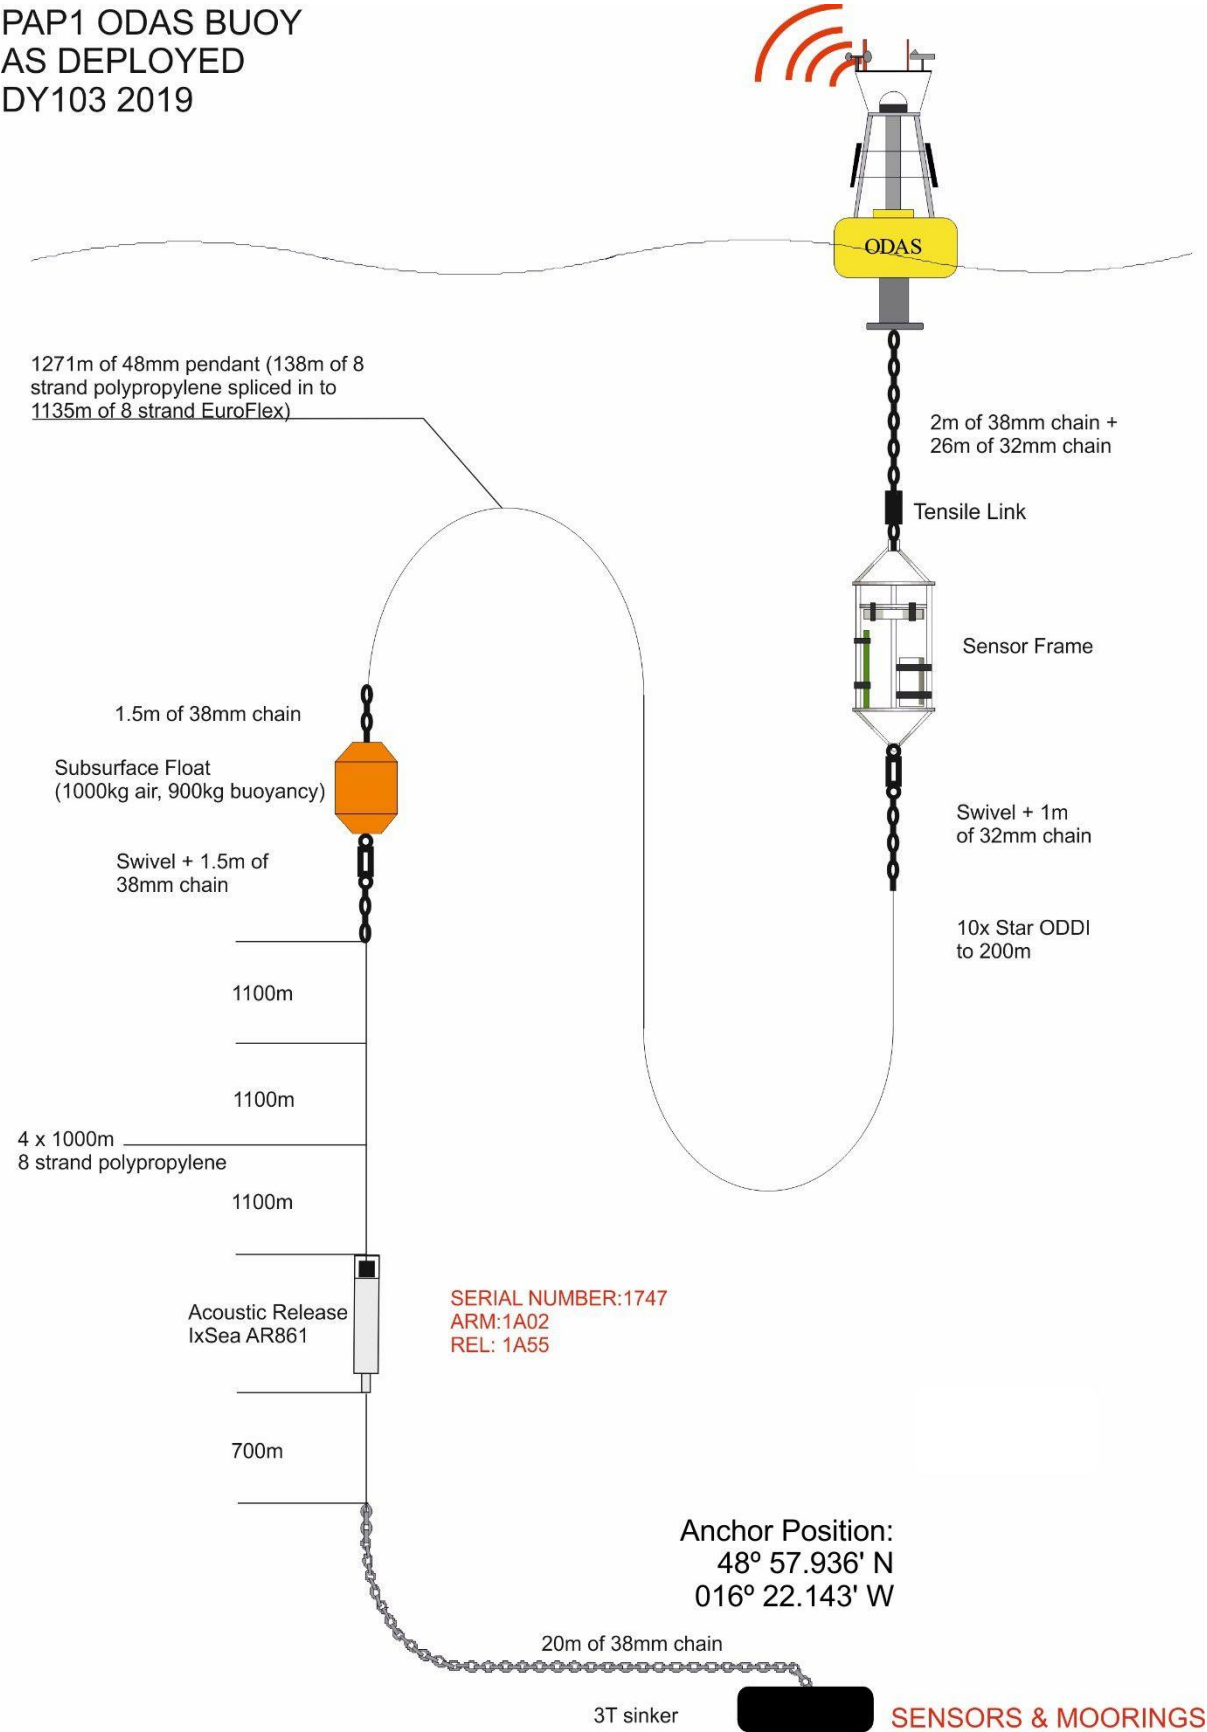 PAP1 ODAS BUOY
AS DEPLOYED
DY103 2019
ODAS
1271m of 48mm pendant (138m of 8
strand polypropylene spliced in to
1135m of 8 strand EuroFlex)
2m of 38mm chain +
26m of 32mm chain
Tensile Link
Sensor Frame
1.5m of 38mm chain
Subsurface Float
(1000kg air, 900kg buoyancy)
Swivel + 1m
of 32mm chain
Swivel + 1.5m of
38mm chain
10x Star ODDI
to 200m
1100m
1100m
4 x 1000m
8 strand polypropylene
1100m
Acoustic Release
IxSea AR861
SERIAL NUMBER:1747
ARM:1A02
REL: 1A55
700m
Anchor Position:
48º 57.936' N
016º 22.143' W
20m of 38mm chain
3T sinker
SENSORS & MOORINGS